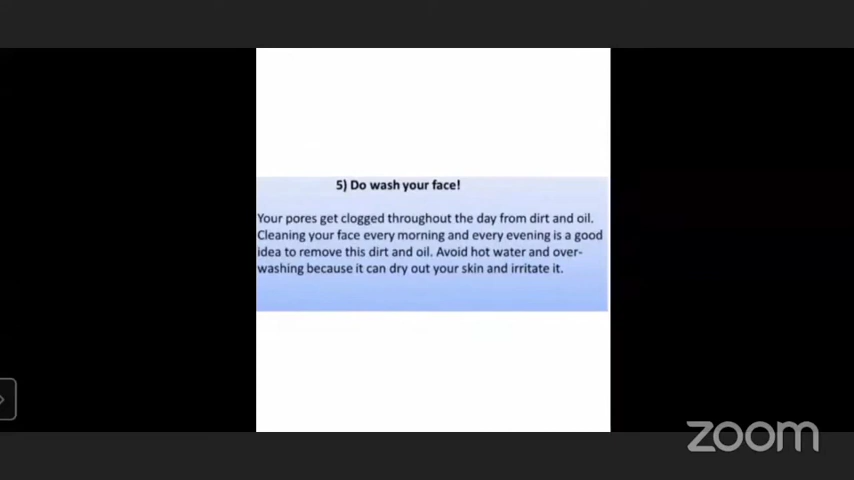 5) Do wash your face!
Your pores get clogged throughout the day from dirt and oil.
Cleaning your face every morning and every evening is a good
idea to remove this dirt and oil. Avoid hot water and over-
washing because it can dry out your skin and irritate it.
zoom